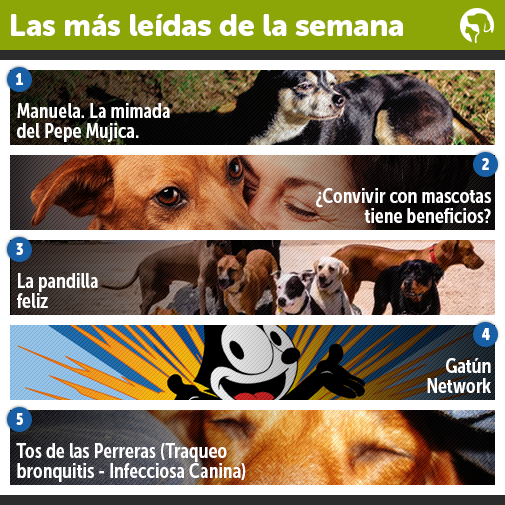 Las más leídas de la semana
1
Manuela. La mimada
del Pepe Mujica.
2
¿Convivir con mascotas
tiene beneficios?
3
La pandilla
feliz
4
Gatún
Network
5
Tos de las Perreras (Traqueo
bronquitis - Infecciosa Canina)